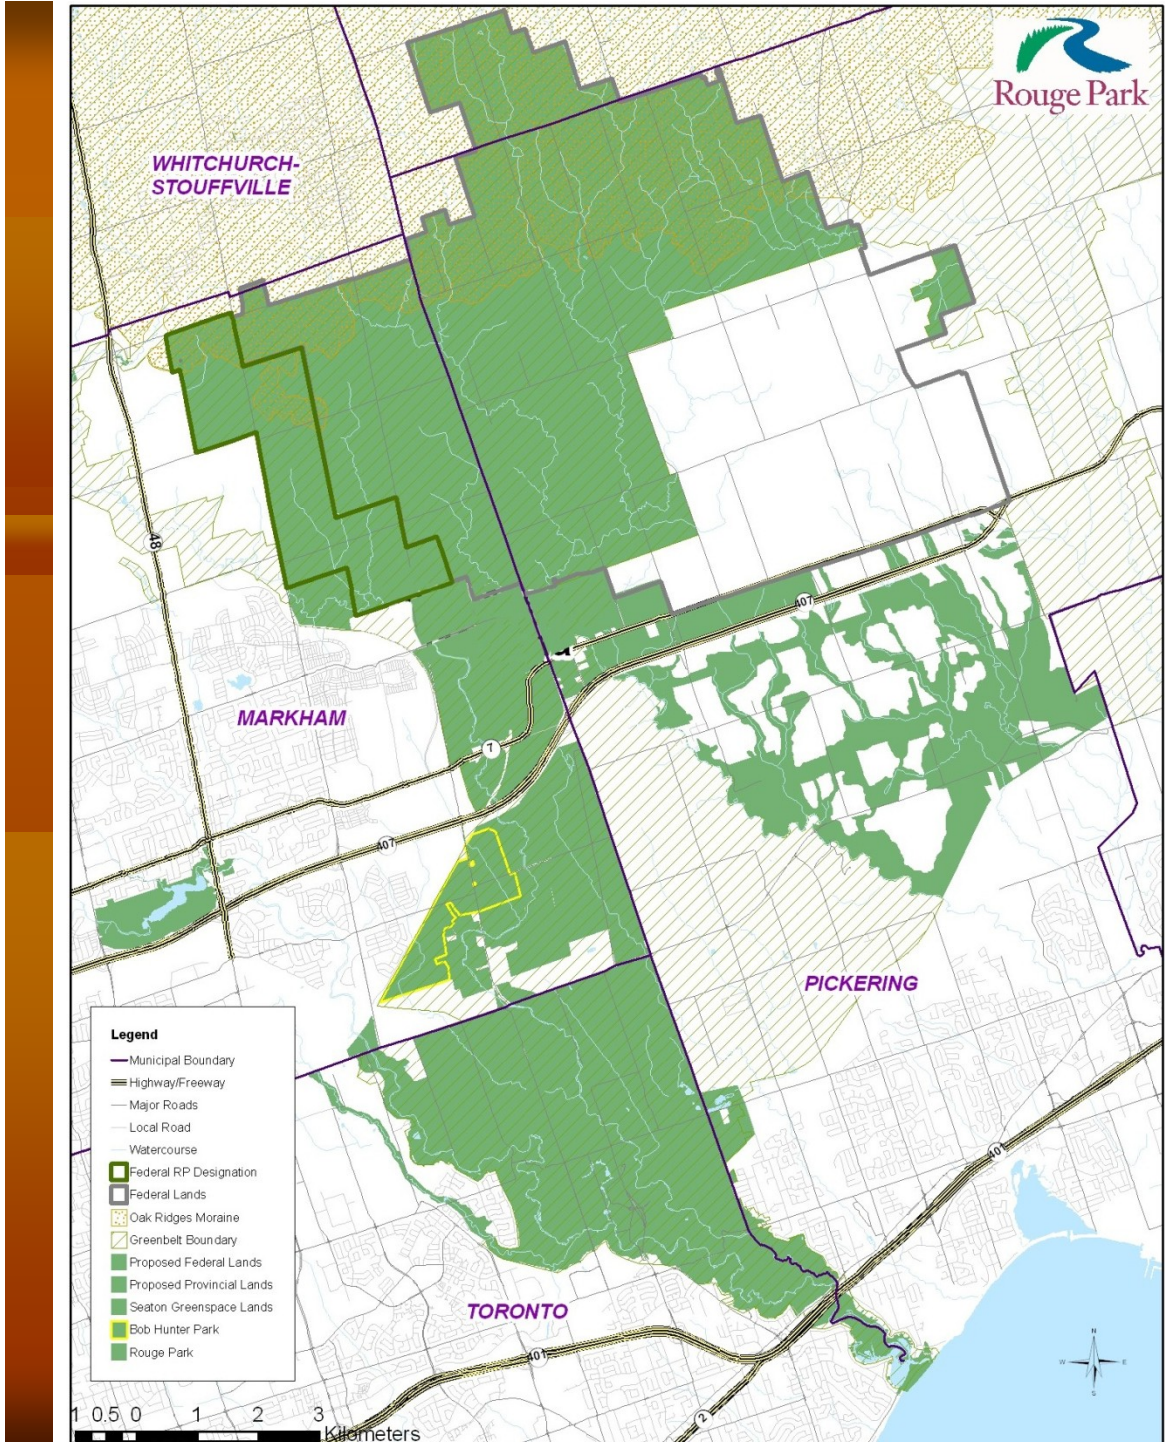 Rouge Park
WHITCHURCH-
STOUFFVILLE
48
407
MARKHAM
7
407
PICKERING
Legend
Municipal Boundary
Highway/Freeway
Major Roads
Local Road
Watercourse
Federal RP Designation
Federal Lands
Oak Ridges Moraine
Greenbelt Boundary
Proposed Federal Lands
Proposed Provincial Lands
Seaton Greenspace Lands
Bob Hunter Park
Rouge Park
401
TORONTO
401
2
N
W E
S
1 0.5 0 1 2 3
Kilometers